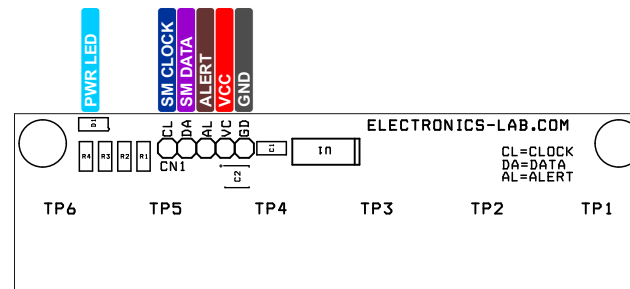 PWR LED
SM CLOCK
SM DATA
ALERT
VCC
GND
D1
CL
DA
AL
VC
GD
ELECTRONICS-LAB.COM
R4
R3
R2
R1
C1
U1
CL=CLOCK
DA=DATA
AL=ALERT
CN1
C2
TP6 TP5 TP4 TP3 TP2 TP1